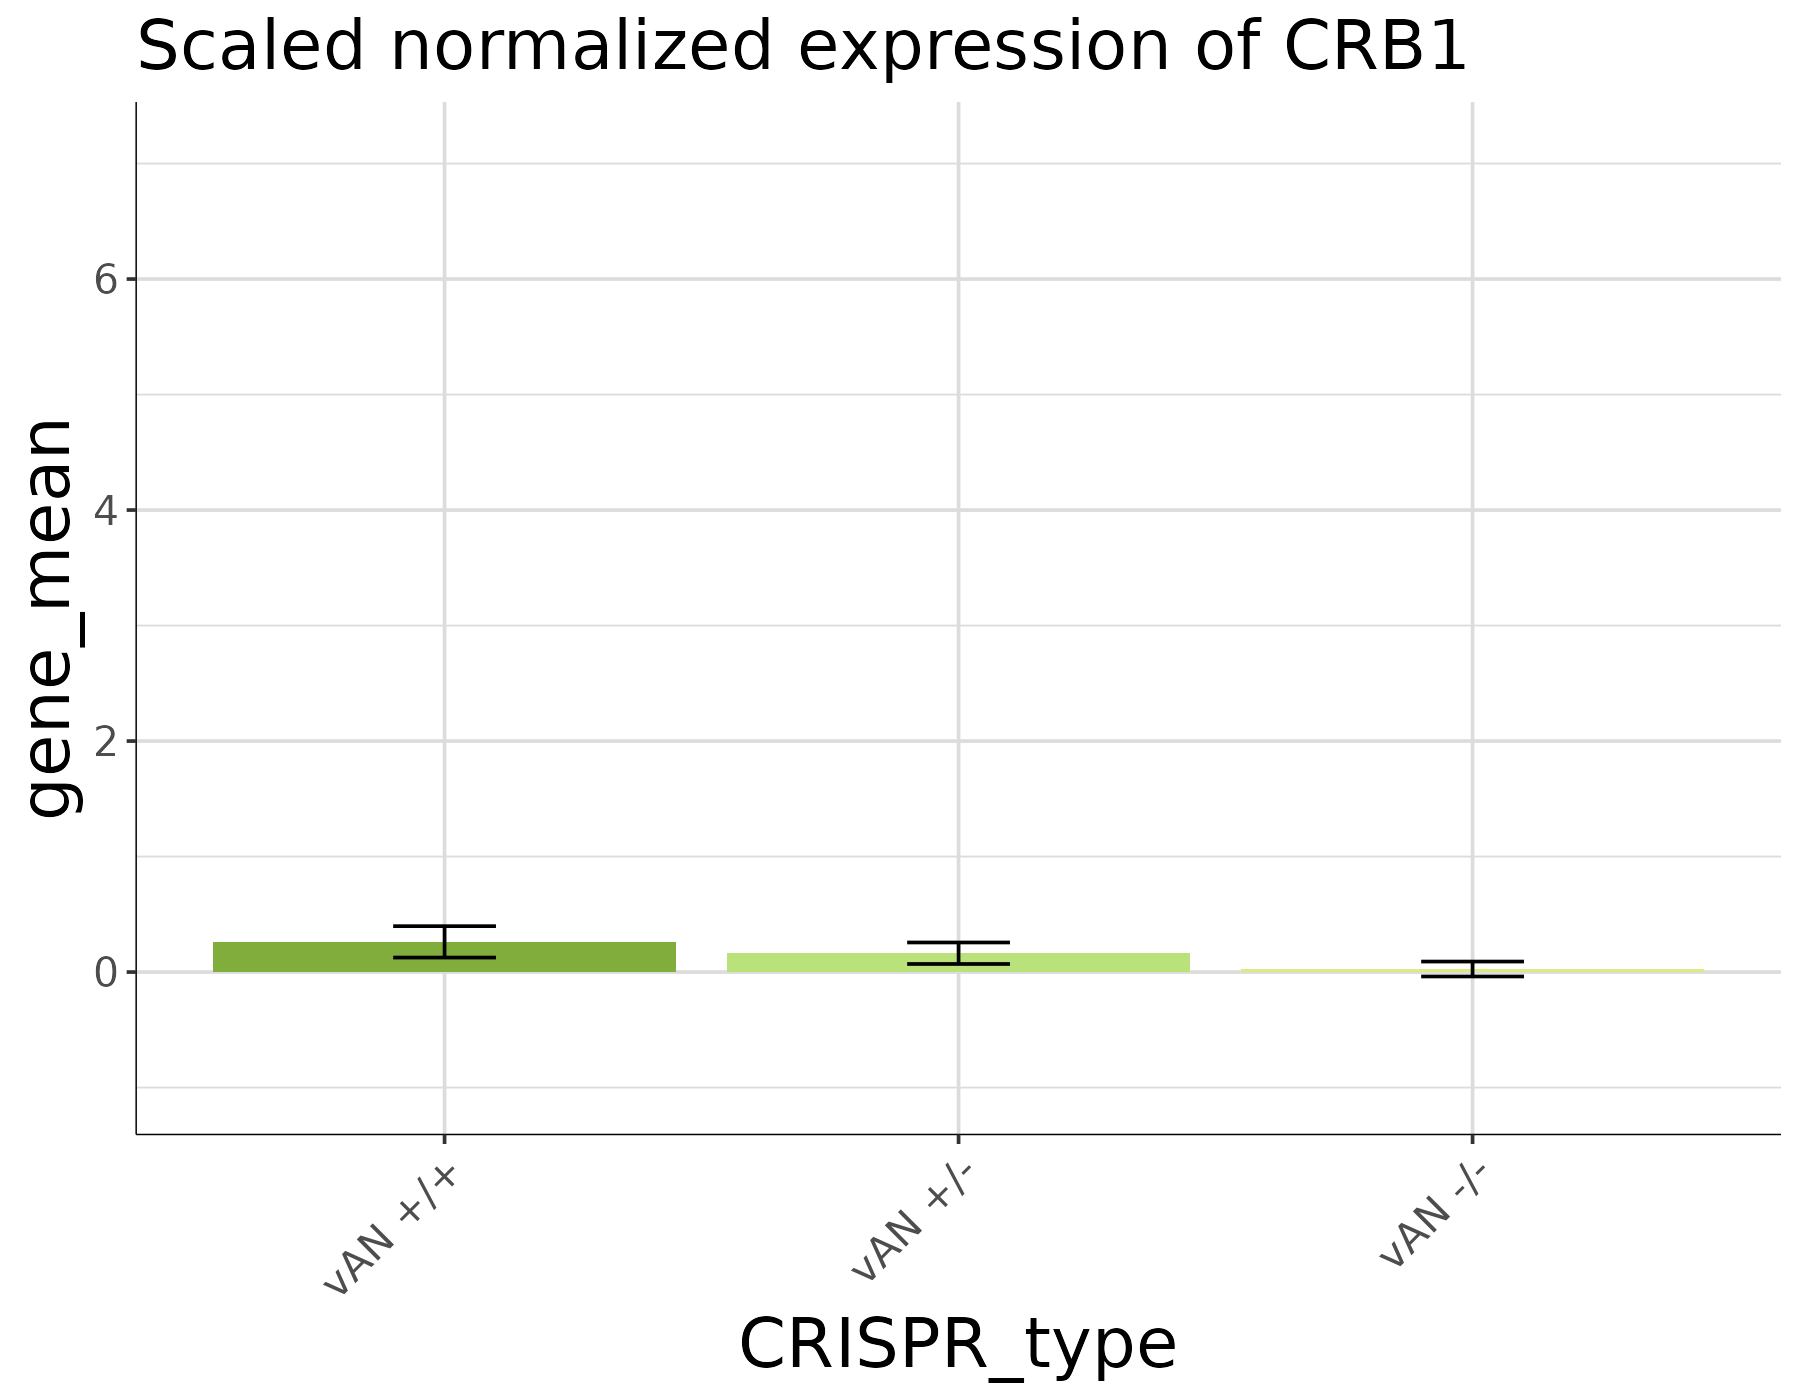 Scaled normalized expression of CRB1
gene_mean
6
4
2
0
vAN +/+
vAN +/-
vAN -/-
CRISPR_type